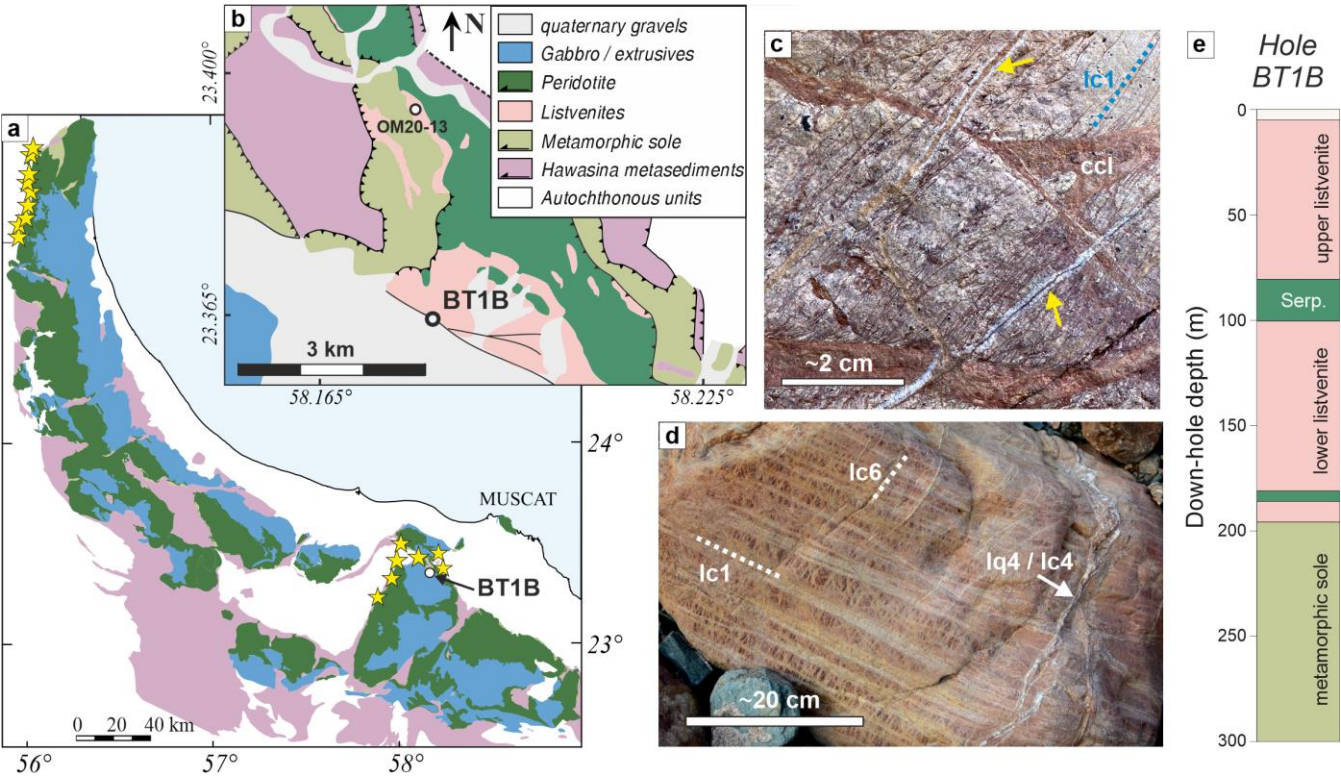 a
24°
MUSCAT
BT1B
23°
0 20 40 km
56°
57°
58°
b
N
23.400°
OM20-13
23.365°
BT1B
3 km
58.165°
58.225°
quaternary gravels
Gabbro / extrusives
Peridotite
Listvenites
Metamorphic sole
Hawasina metasediments
Autochthonous units
c
lc1
ccl
~2 cm
d
lc6
lc1
lq4 / lc4
~20 cm
e
Hole
BT1B
Down-hole depth (m)
0
50
100
150
200
250
300
upper listvenite
Serp.
lower listvenite
metamorphic sole